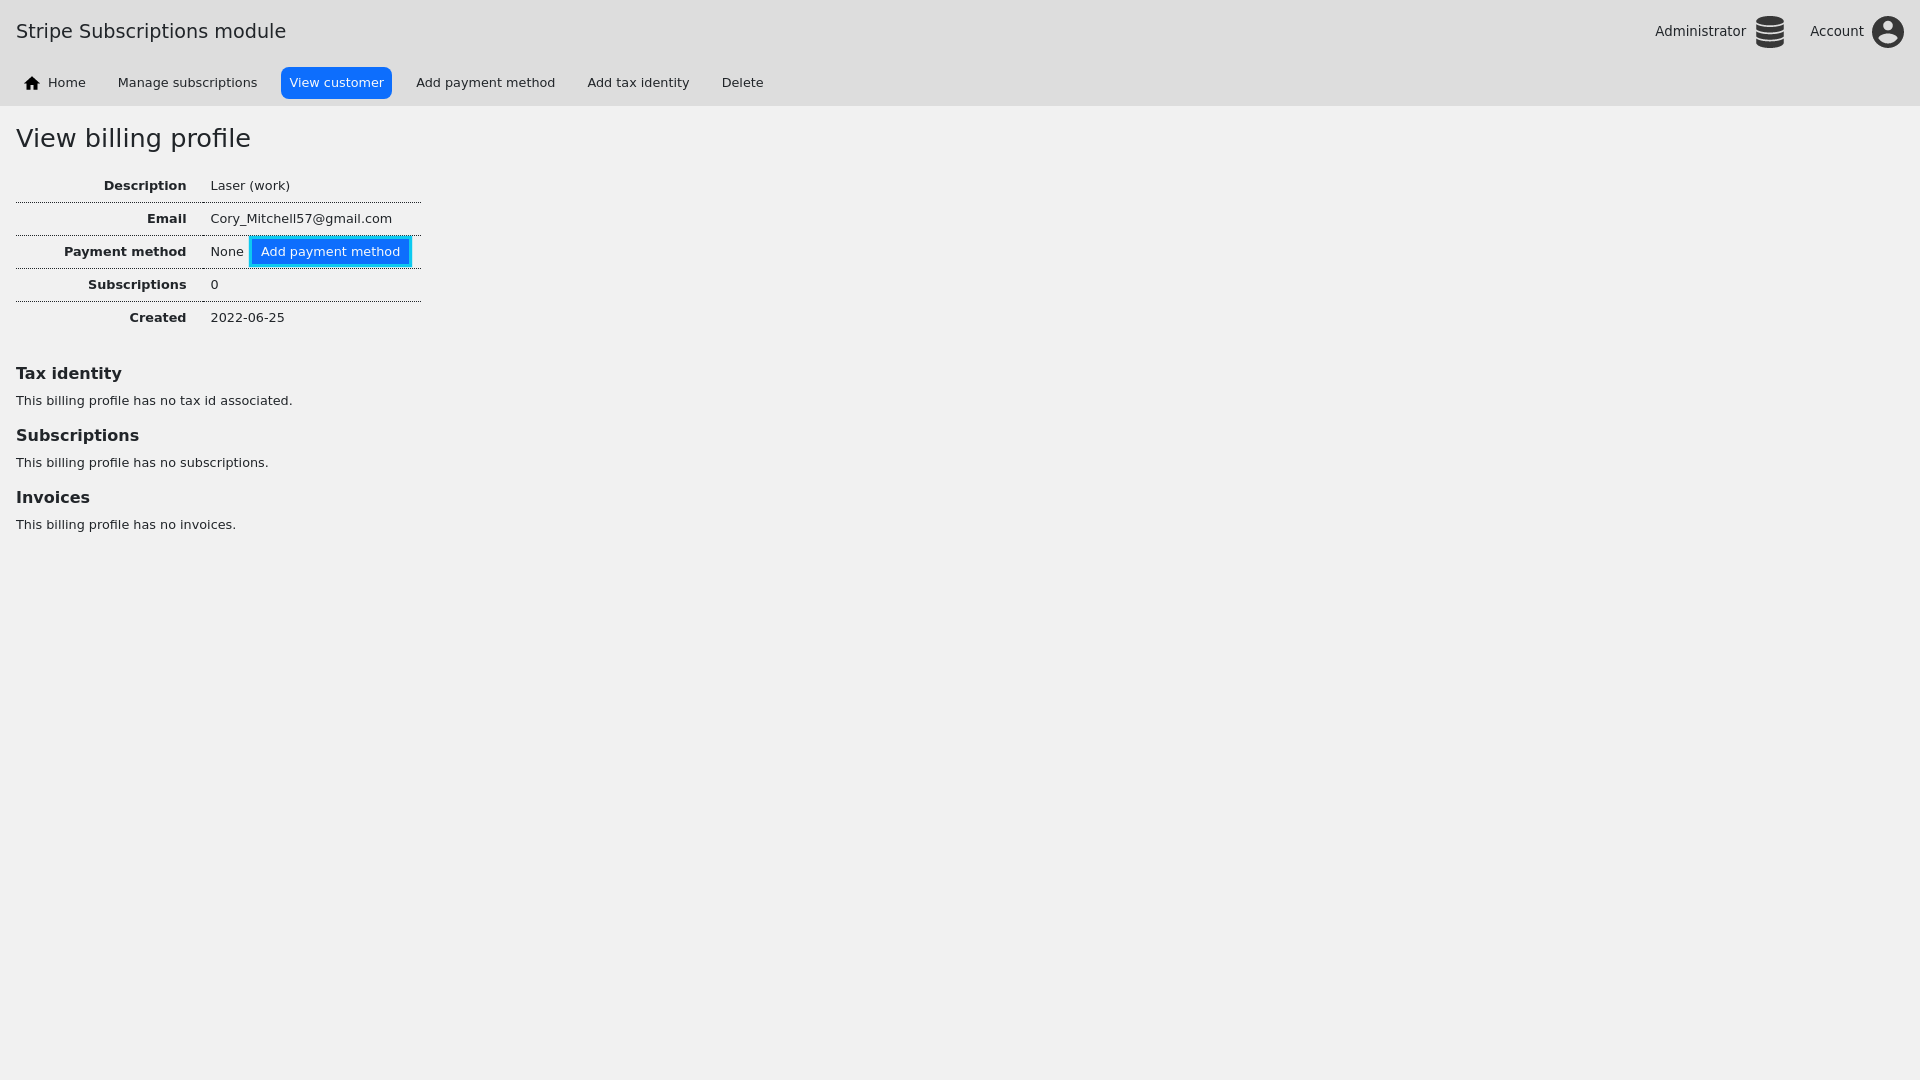 Stripe Subscriptions module
Administrator
Account
Home
Manage subscriptions
View customer
Add payment method
Add tax identity
Delete
View billing profile
Description Laser (work)
Email Cory_Mitchell57@gmail.com
Payment method None Add payment method
Subscriptions 0
Created 2022-06-25
Tax identity
This billing profile has no tax id associated.
Subscriptions
This billing profile has no subscriptions.
Invoices
This billing profile has no invoices.